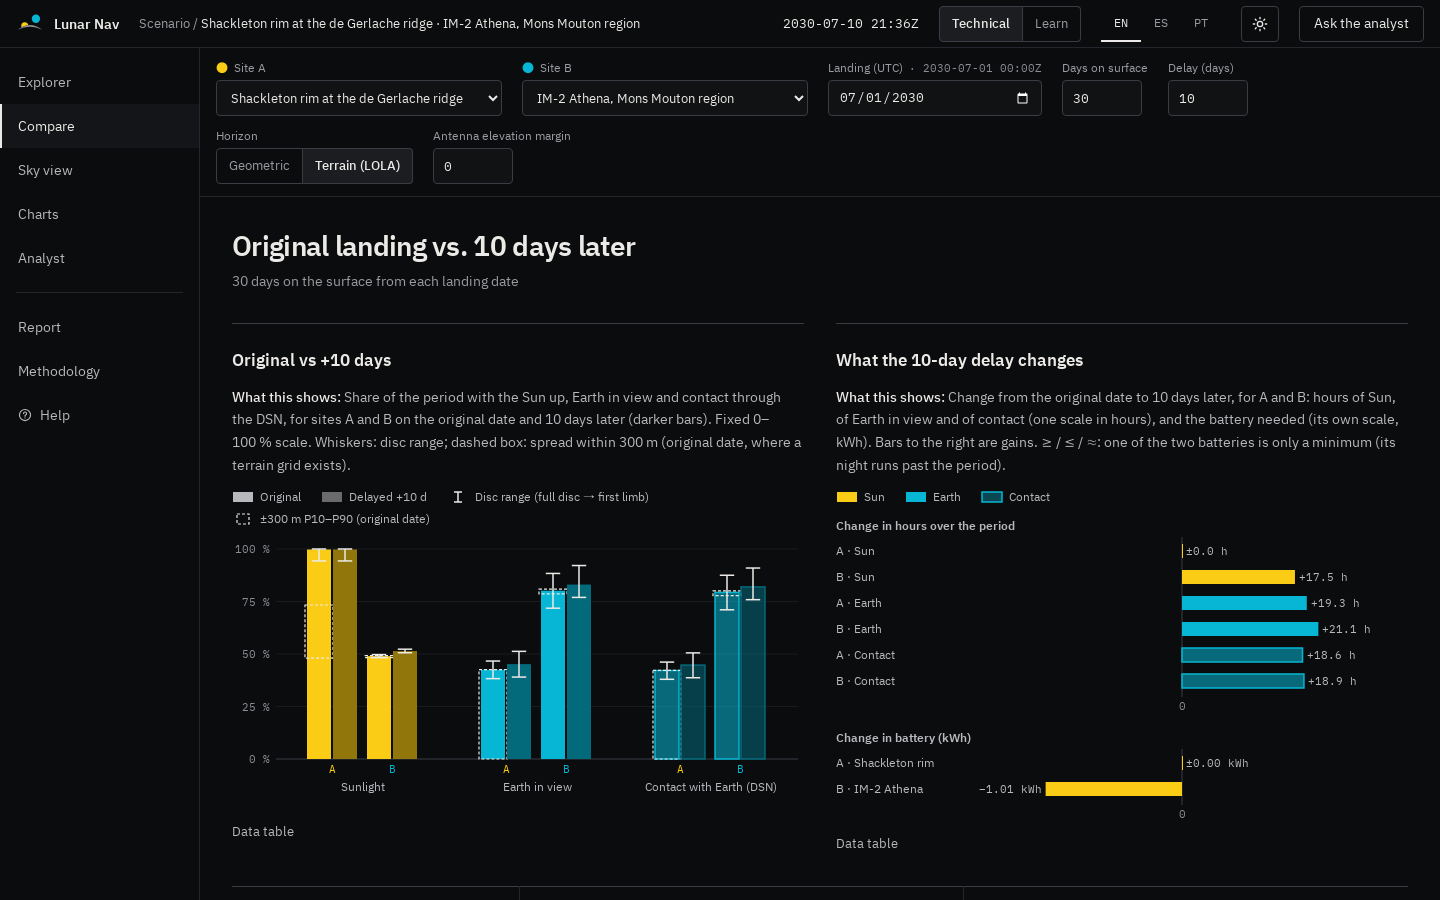 Lunar Nav
Scenario / Shackleton rim at the de Gerlache ridge · IM-2 Athena, Mons Mouton region
2030-07-10 21:36Z
Technical
Learn
EN
ES
PT
Ask the analyst
Explorer
Compare
Sky view
Charts
Analyst
Report
Methodology
Help
Site A
Shackleton rim at the de Gerlache ridge
Site B
IM-2 Athena, Mons Mouton region
Landing (UTC) · 2030-07-01 00:00Z
07/01/2030
Days on surface
30
Delay (days)
10
Horizon
Geometric
Terrain (LOLA)
Antenna elevation margin
0
Original landing vs. 10 days later
30 days on the surface from each landing date
Original vs +10 days
What this shows: Share of the period with the Sun up, Earth in view and contact through
the DSN, for sites A and B on the original date and 10 days later (darker bars). Fixed 0–
100 % scale. Whiskers: disc range; dashed box: spread within 300 m (original date, where a
terrain grid exists).
Original
Delayed +10 d
Disc range (full disc → first limb)
±300 m P10–P90 (original date)
100 %
75 %
50 %
25 %
0 %
A
B
A
B
A
B
Sunlight
Earth in view
Contact with Earth (DSN)
Data table
What the 10-day delay changes
What this shows: Change from the original date to 10 days later, for A and B: hours of Sun,
of Earth in view and of contact (one scale in hours), and the battery needed (its own scale,
kWh). Bars to the right are gains. ≥ / ≤ / ≈: one of the two batteries is only a minimum (its
night runs past the period).
Sun
Earth
Contact
Change in hours over the period
A · Sun
±0.0 h
B · Sun
+17.5 h
A · Earth
+19.3 h
B · Earth
+21.1 h
A · Contact
+18.6 h
B · Contact
+18.9 h
0
Change in battery (kWh)
A · Shackleton rim
±0.00 kWh
B · IM-2 Athena
−1.01 kWh
0
Data table